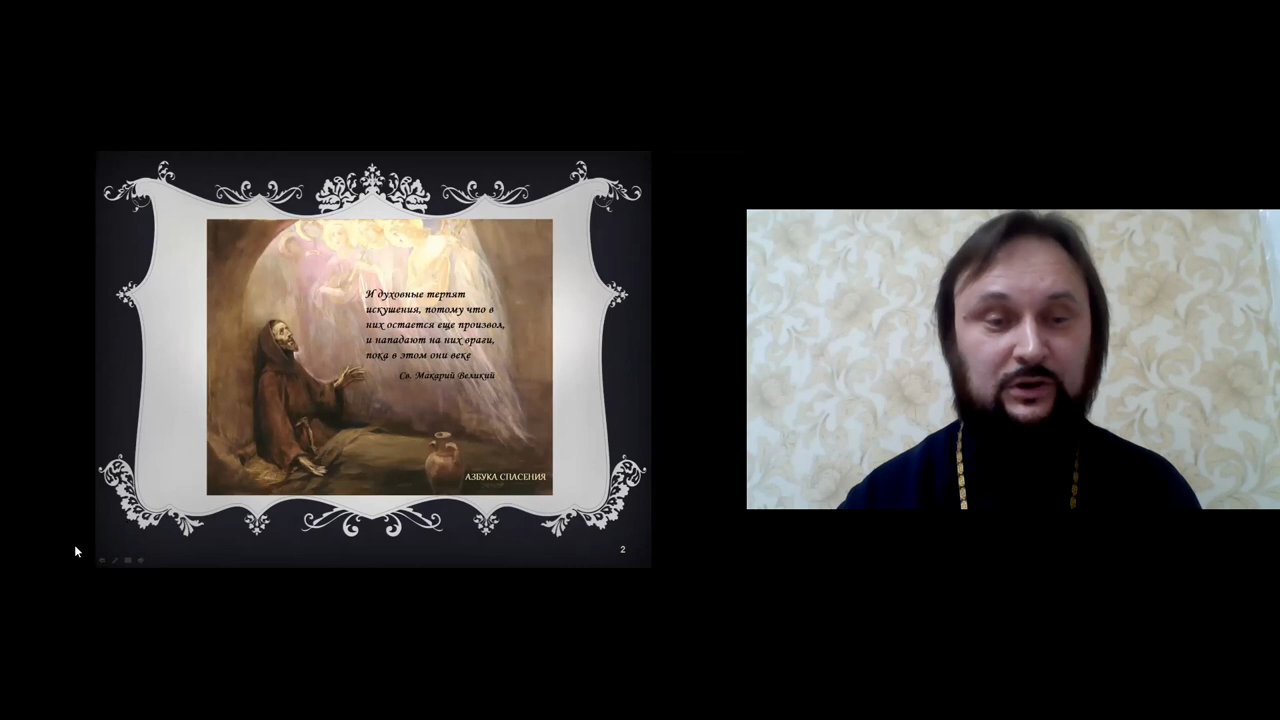 И духовные терпят
искушения, потому что в
них остается еще произвол,
и нападают на них враги,
пока в этом они веке
Св. Макарий Великий
АЗБУКА СПАСЕНИЯ
2